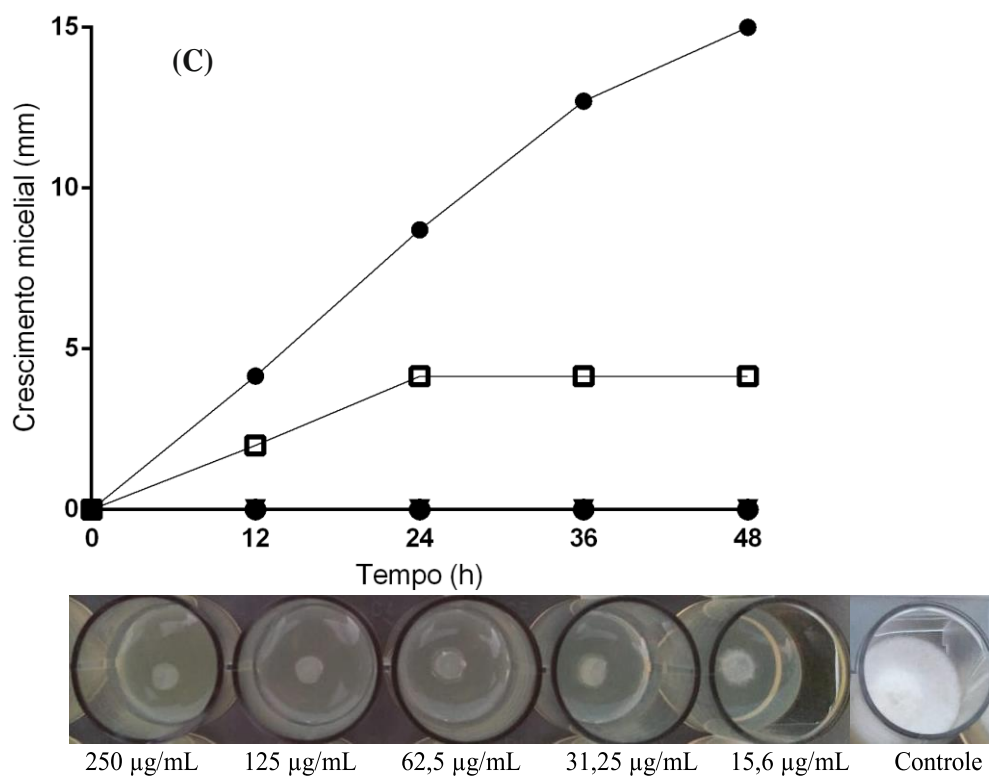 15
(C)
10
5
0
Crescimento micelial (mm)
0 12 24 36 48
Tempo (h)
250 µg/mL 125 µg/mL 62,5 µg/mL 31,25 µg/mL 15,6 µg/mL Controle